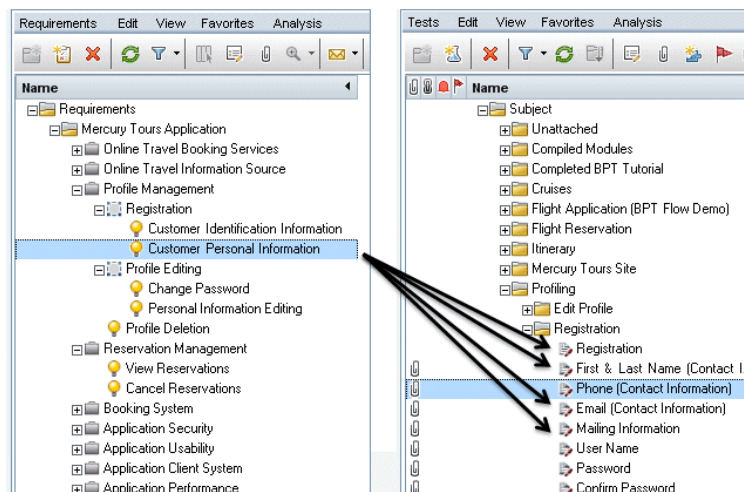 Requirements Edit View Favorites Analysis
Name
Requirements
Mercury Tours Application
Online Travel Booking Services
Online Travel Information Source
Profile Management
Registration
Customer Identification Information
Customer Personal Information
Profile Editing
Change Password
Personal Information Editing
Profile Deletion
Reservation Management
View Reservations
Cancel Reservations
Booking System
Application Security
Application Usability
Application Client System
Application Performance
Tests Edit View Favorites Analysis
Name
Subject
Unattached
Compiled Modules
Completed BPT Tutorial
Cruises
Flight Application (BPT Flow Demo)
Flight Reservation
Itinerary
Mercury Tours Site
Profiling
Edit Profile
Registration
Registration
First & Last Name (Contact I...
Phone (Contact Information)
Email (Contact Information)
Mailing Information
User Name
Password
Confirm Password